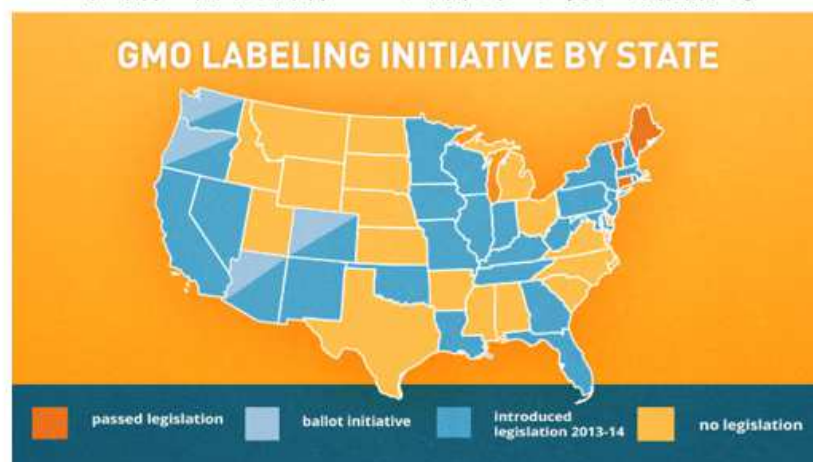 GMO LABELING INITIATIVE BY STATE
passed legislation
ballot initiative
introduced
legislation 2013-14
no legislation